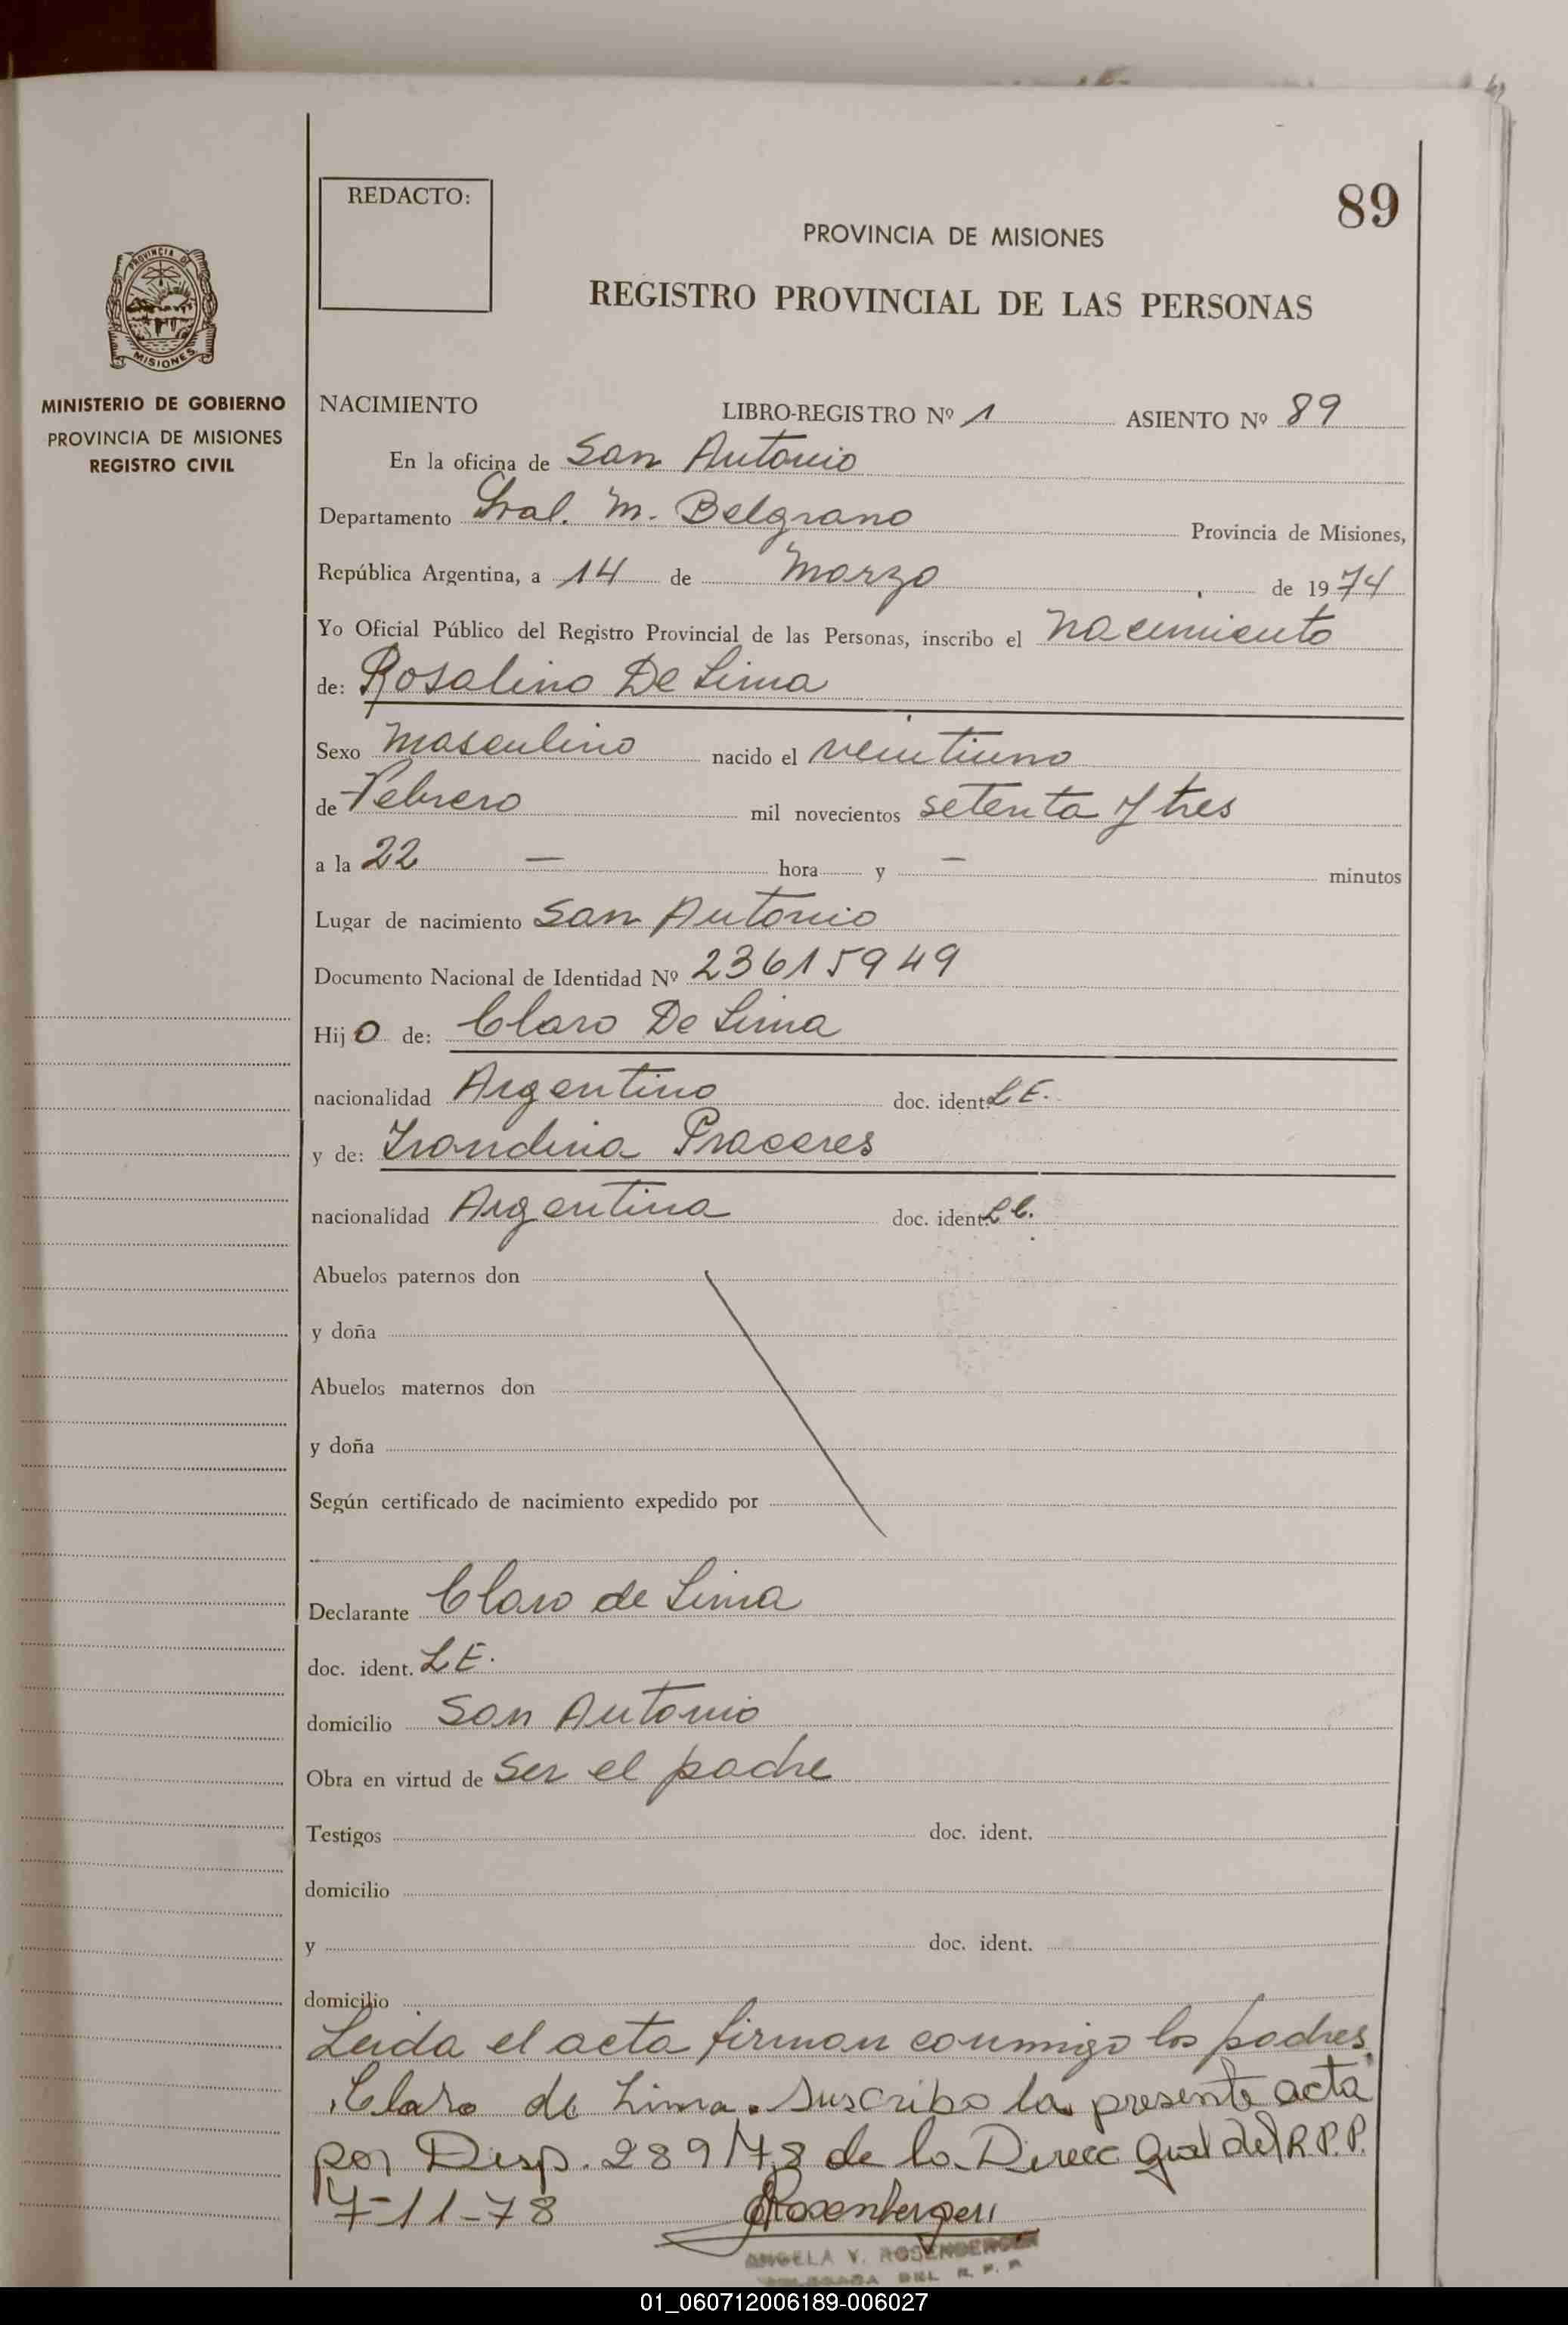 REDACTO:
89
PROVINCIA DE MISIONES
REGISTRO PROVINCIAL DE LAS PERSONAS
PROVINCIA DE
MISIONES
MINISTERIO DE GOBIERNO
PROVINCIA DE MISIONES
REGISTRO CIVIL
NACIMIENTO LIBRO-REGISTRO Nº 1 ASIENTO Nº 89
En la oficina de San Antonio
Departamento Gral. M. Belgrano Provincia de Misiones,
República Argentina, a 14 de Marzo de 1974
Yo Oficial Público del Registro Provincial de las Personas, inscribo el nacimiento
de: Rosalino De Lima
Sexo masculino nacido el veintiuno
de Febrero mil novecientos setenta y tres
a la 22 — hora y — minutos
Lugar de nacimiento San Antonio
Documento Nacional de Identidad Nº 23615949
Hijo de: Claro De Lima
nacionalidad Argentino doc. ident. L E.
y de: Praceres
nacionalidad Argentina doc. ident. L C.
Abuelos paternos don
y doña
Abuelos maternos don
y doña
Según certificado de nacimiento expedido por
Declarante Claro de Lima
doc. ident. L E.
domicilio San Antonio
Obra en virtud de ser el padre
Testigos doc. ident.
domicilio
y doc. ident.
domicilio
Leida el acta firman conmigo los padres.
Claro de Lima. Suscribo la presente acta
por Disp. 289/78 de la Direcc Gral del R.P.P.
7-11-78 Rosenberger
ANGELA V. ROSENBERGER
DEL R. P. P.
01_060712006189-006027